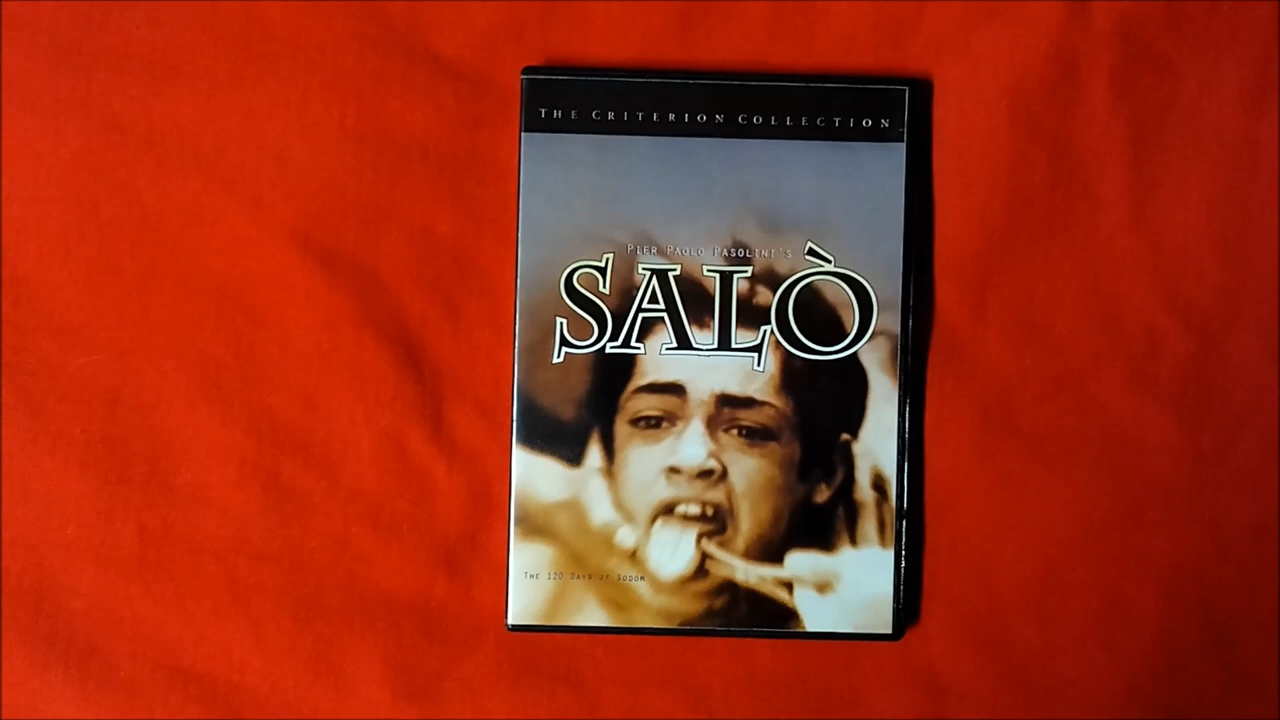 THE CRITERION COLLECTION
PIER PAOLO PASOLINI'S
SALÒ
THE 120 DAYS OF SODOM